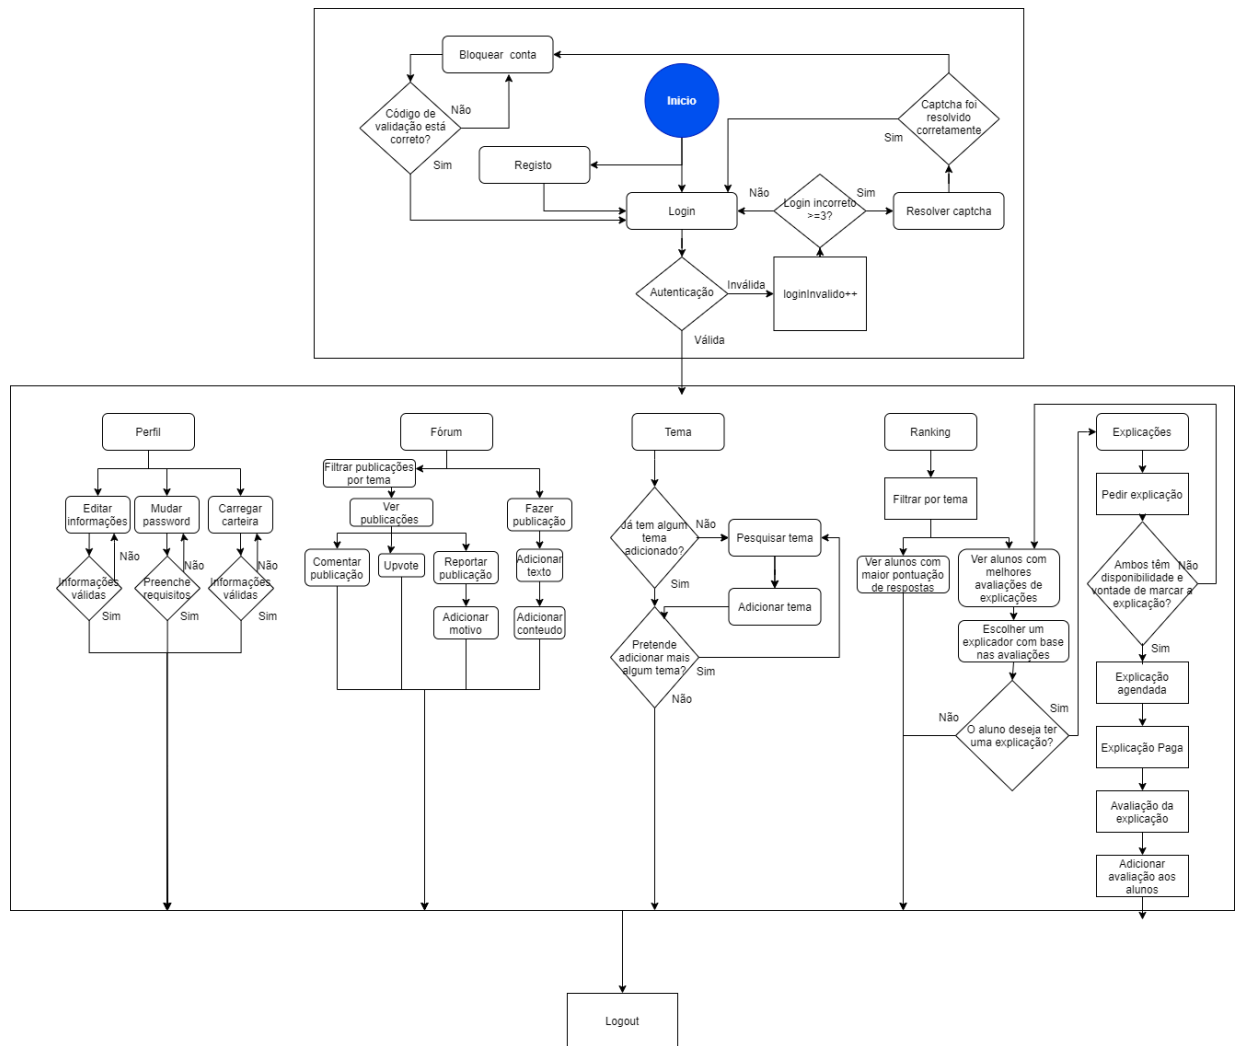 Bloquear conta
Inicio
Código de
validação está
correto?
Não
Sim
Captcha foi
resolvido
corretamente
Sim
Registo
Login
Não
Login incorreto
>=3?
Sim
Resolver captcha
Autenticação
Inválida
loginInvalido++
Válida
Perfil
Editar
informações
Mudar
password
Carregar
carteira
Não
Não
Não
Informações
válidas
Preenche
requisitos
Informações
válidas
Sim
Sim
Sim
Fórum
Filtrar publicações
por tema
Ver
publicações
Fazer
publicação
Comentar
publicação
Upvote
Reportar
publicação
Adicionar
texto
Adicionar
motivo
Adicionar
conteudo
Tema
Já tem algum
tema
adicionado?
Não
Pesquisar tema
Sim
Adicionar tema
Pretende
adicionar mais
algum tema?
Sim
Não
Ranking
Filtrar por tema
Ver alunos com
maior pontuação
de respostas
Ver alunos com
melhores
avaliações de
explicações
Escolher um
explicador com base
nas avaliações
Não
Sim
O aluno deseja ter
uma explicação?
Explicações
Pedir explicação
Ambos têm
disponibilidade e
vontade de marcar a
explicação?
Não
Sim
Explicação
agendada
Explicação Paga
Avaliação da
explicação
Adicionar
avaliação aos
alunos
Logout